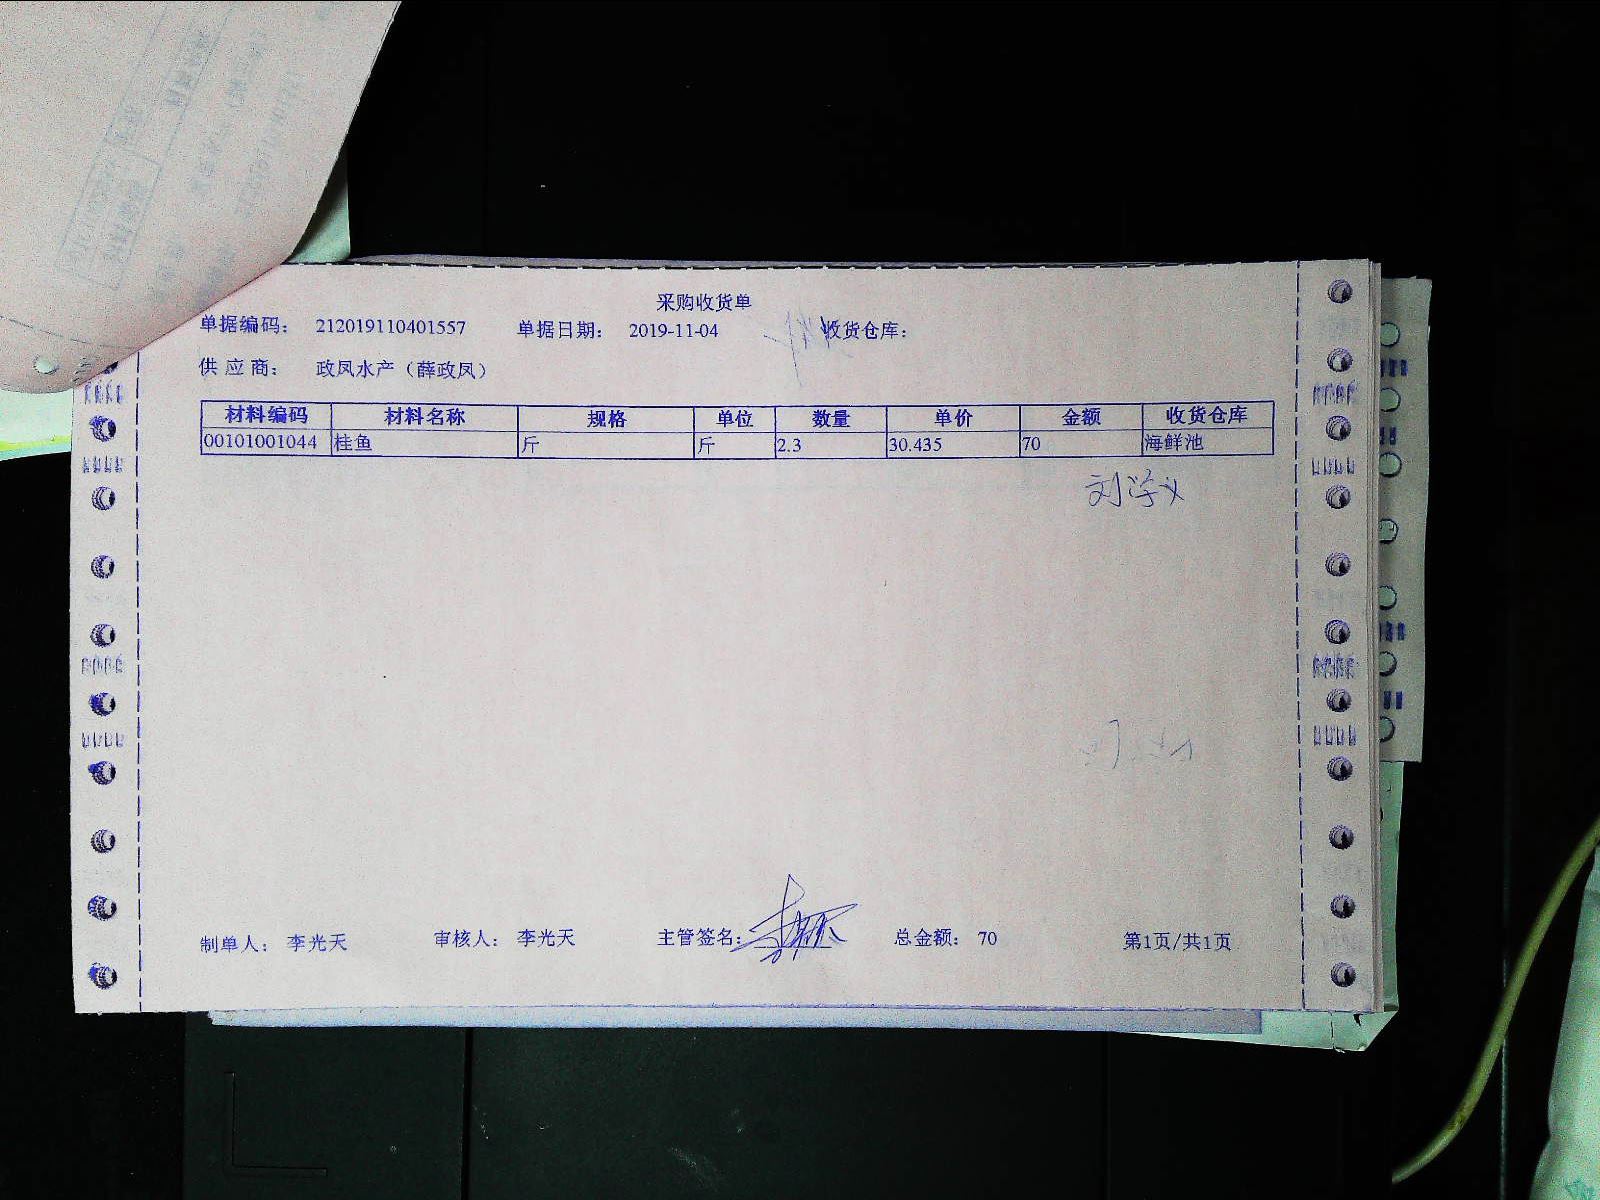 采购收货单
单据编码： 212019110401557 单据日期： 2019-11-04 收货仓库：
供 应 商： 政凤水产（薛政凤）
材料编码 材料名称 规格 单位 数量 单价 金额 收货仓库
00101001044 桂鱼 斤 斤 2.3 30.435 70 海鲜池
刘学义
制单人： 李光天 审核人： 李光天 主管签名： 总金额： 70 第1页/共1页